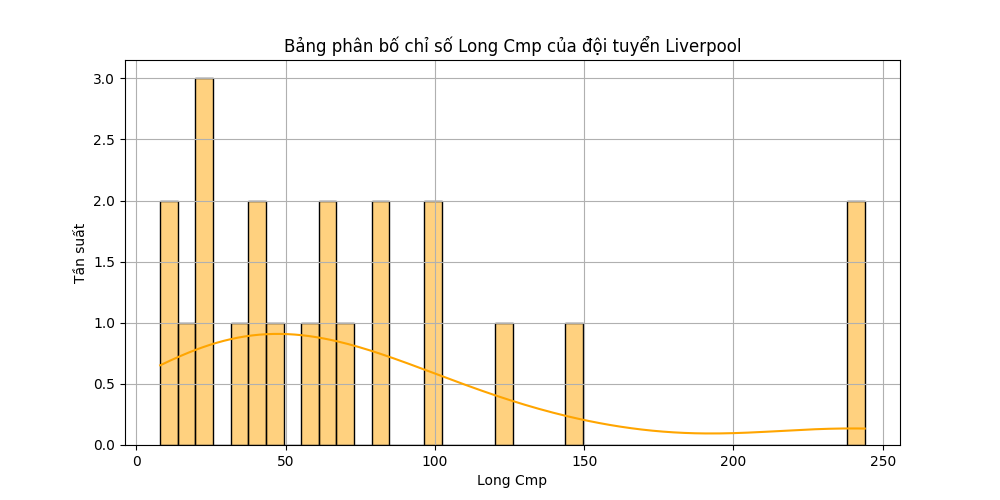 Bảng phân bố chỉ số Long Cmp của đội tuyển Liverpool
3.0
2.5
2.0
1.5
1.0
0.5
0.0
Tần suất
0 50 100 150 200 250
Long Cmp